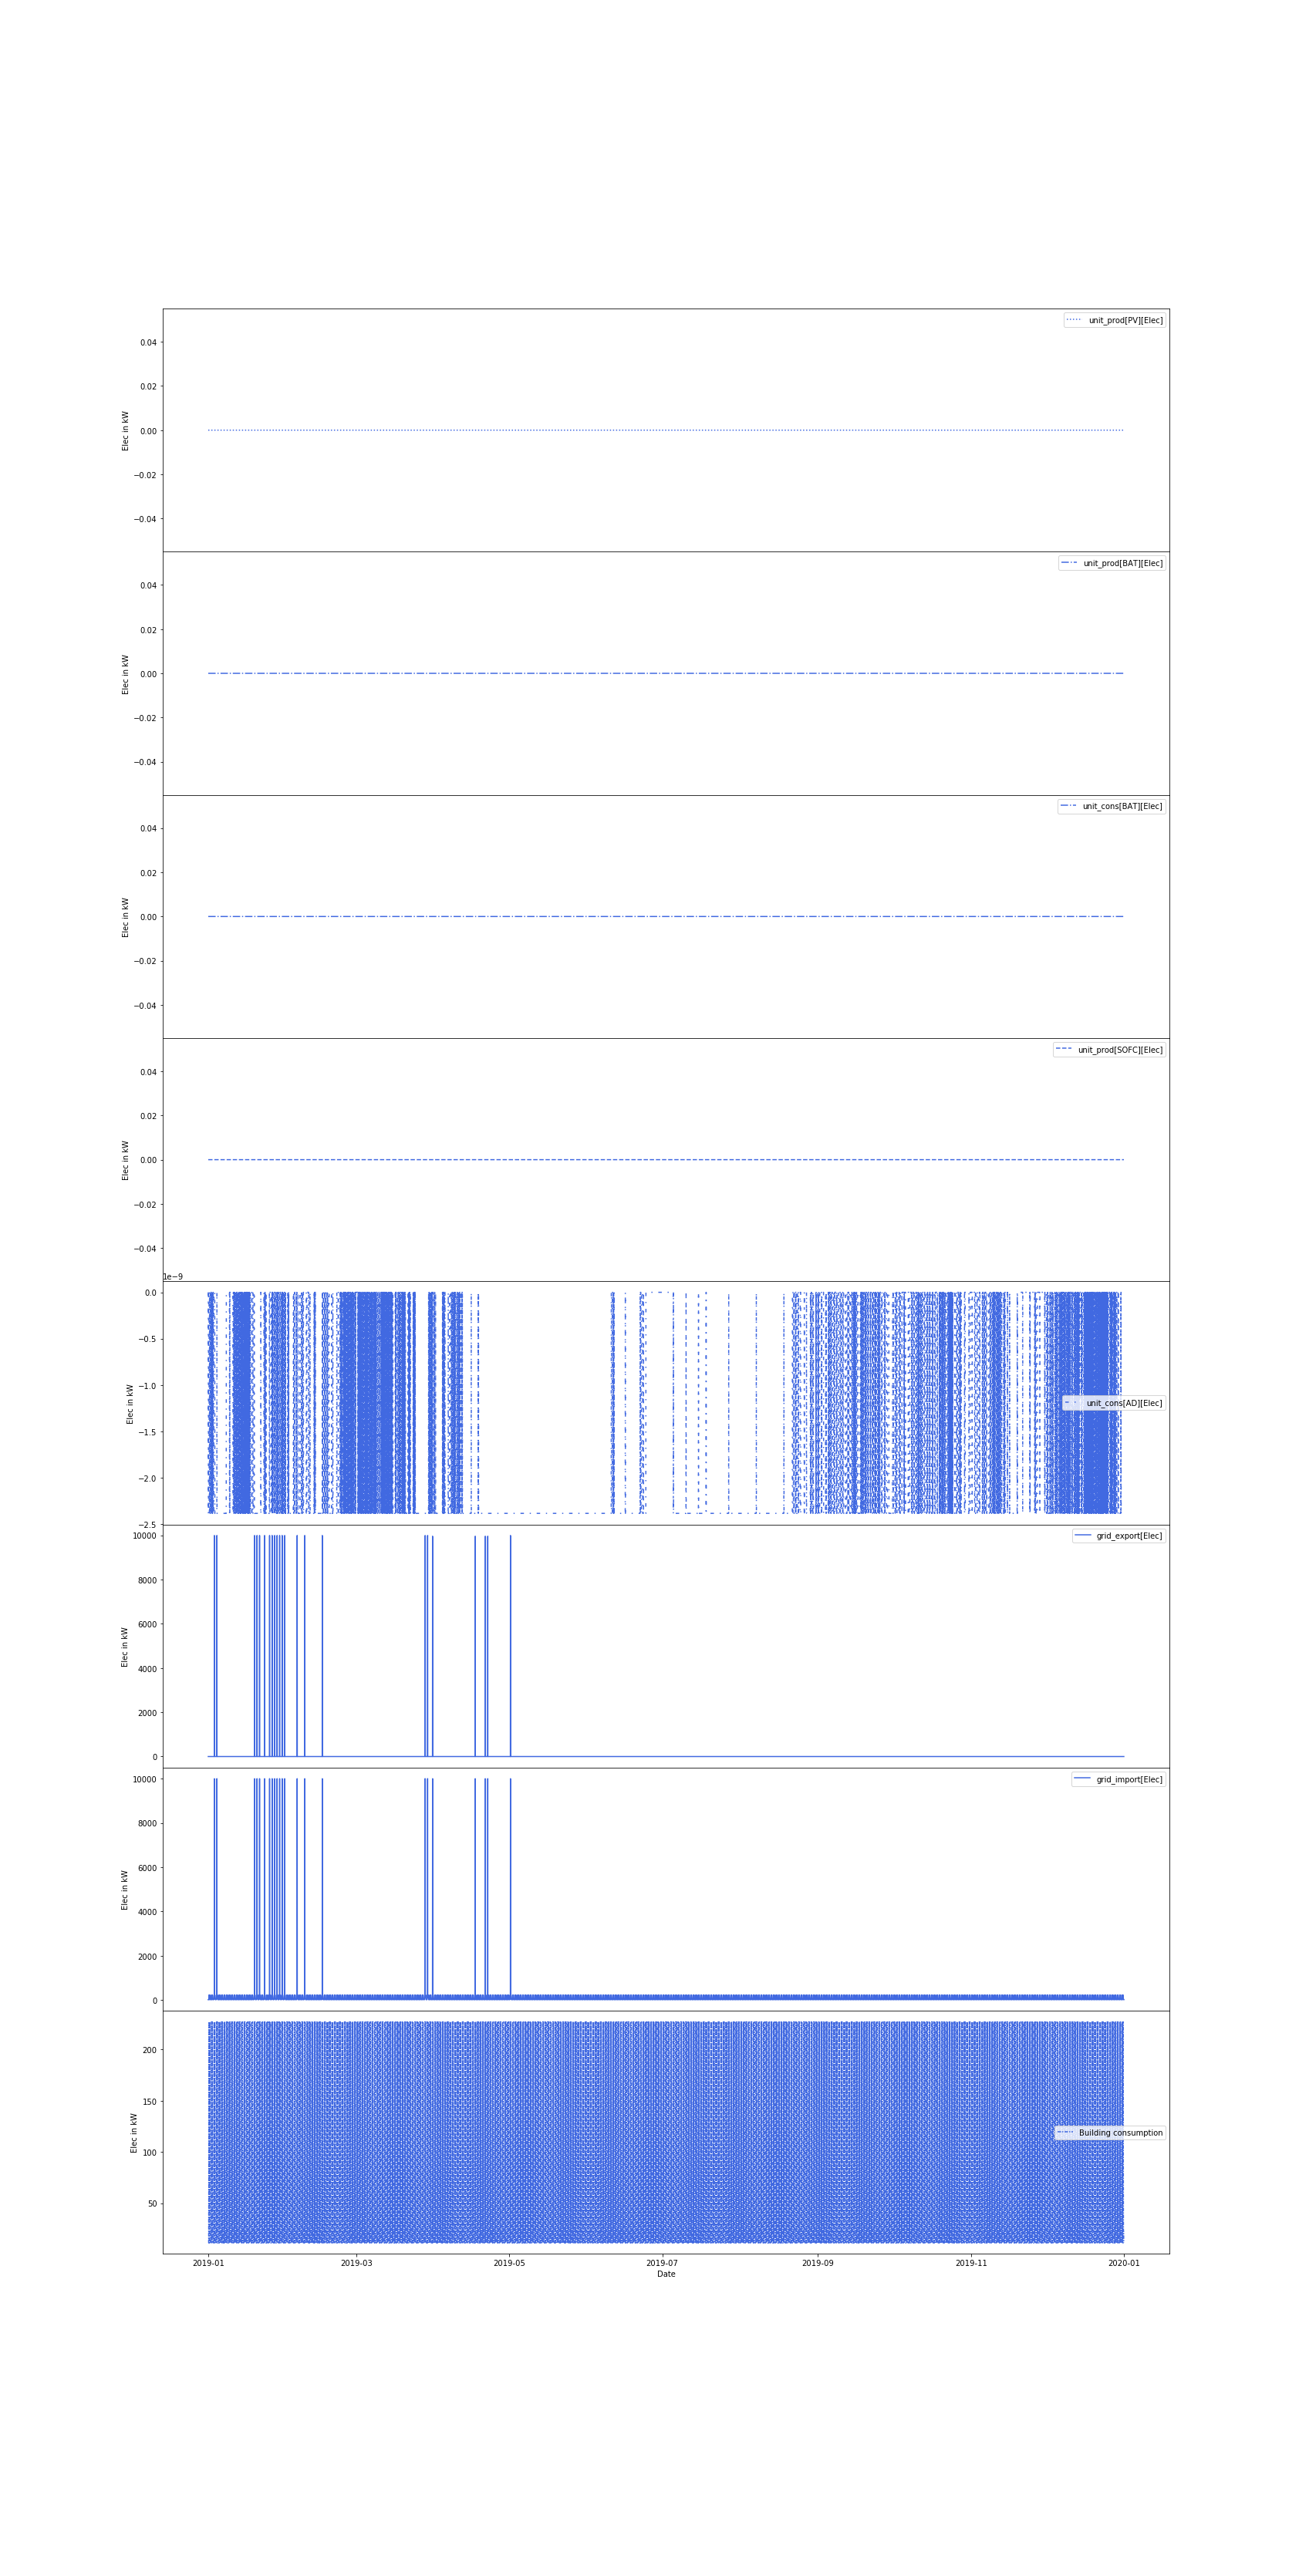 unit_prod[PV][Elec]
0.04
0.02
0.00
−0.02
−0.04
Elec in kW
unit_prod[BAT][Elec]
0.04
0.02
0.00
−0.02
−0.04
Elec in kW
unit_cons[BAT][Elec]
0.04
0.02
0.00
−0.02
−0.04
Elec in kW
unit_prod[SOFC][Elec]
0.04
0.02
0.00
−0.02
−0.04
Elec in kW
1e−9
0.0
−0.5
−1.0
−1.5
−2.0
−2.5
Elec in kW
unit_cons[AD][Elec]
grid_export[Elec]
10000
8000
6000
4000
2000
0
Elec in kW
grid_import[Elec]
10000
8000
6000
4000
2000
0
Elec in kW
200
150
100
50
Elec in kW
Building consumption
2019-01 2019-03 2019-05 2019-07 2019-09 2019-11 2020-01
Date